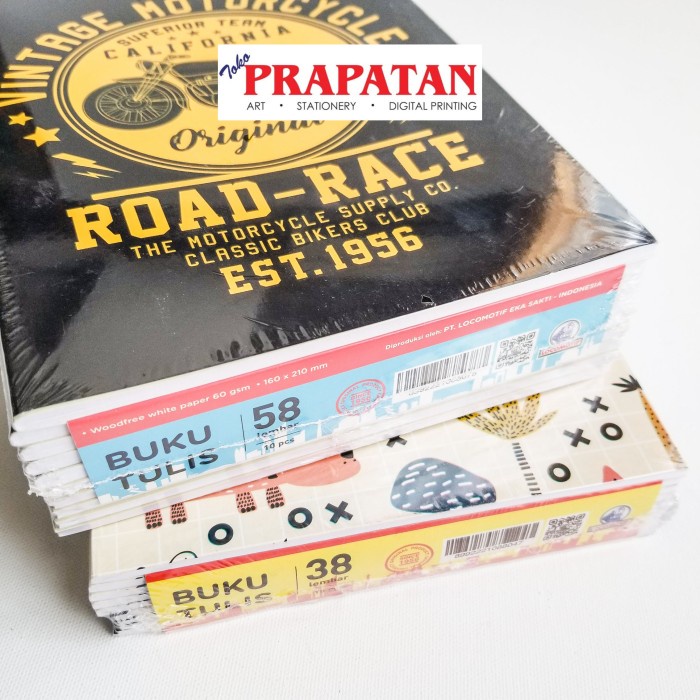 VINTAGE MOTORCYCLE
SUPERIOR TEAM
CALIFORNIA
Original
ROAD-RACE
THE MOTORCYCLE SUPPLY CO.
CLASSIC BIKERS CLUB
EST.1956
Toko
PRAPATAN
ART • STATIONERY • DIGITAL PRINTING
• Woodfree white paper 60 gsm • 160 x 210 mm
Diproduksi oleh: PT. LOCOMOTIF EKA SAKTI - INDONESIA
BUKU
TULIS
58
lembar
10 pcs
BUKU
TULIS
38
lembar